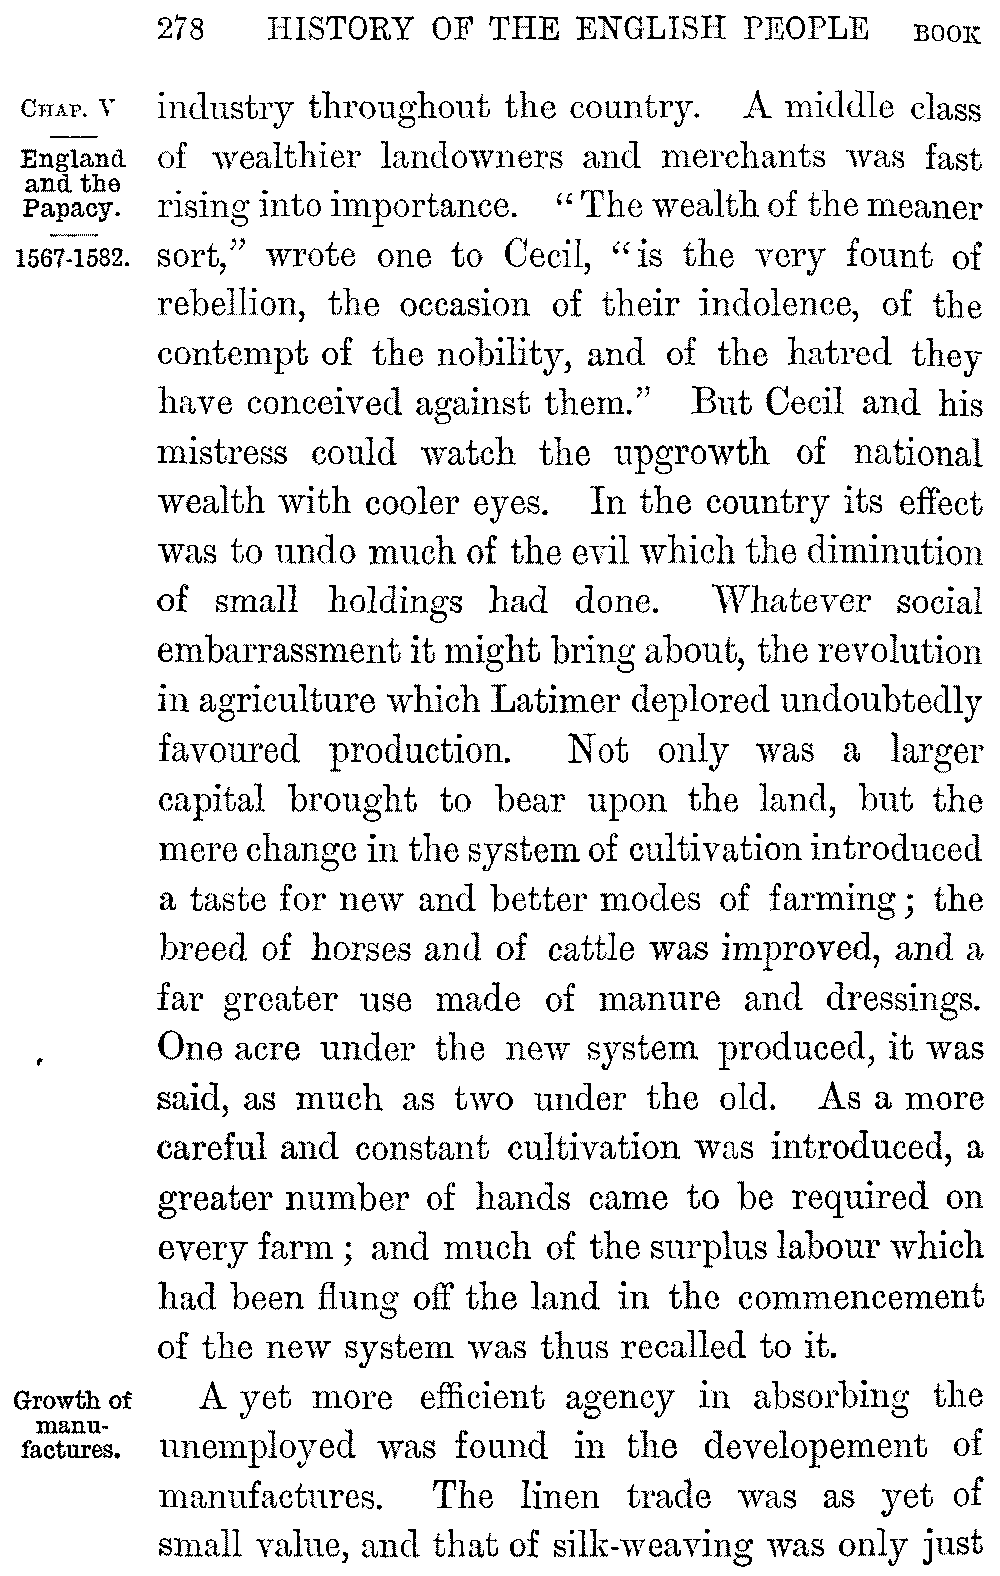 278 HISTORY OF THE ENGLISH PEOPLE BOOK
CHAP. V
England
and the
Papacy.
1567-1582.
industry throughout the country. A middle class
of wealthier landowners and merchants was fast
rising into importance. “The wealth of the meaner
sort,” wrote one to Cecil, “is the very fount of
rebellion, the occasion of their indolence, of the
contempt of the nobility, and of the hatred they
have conceived against them.” But Cecil and his
mistress could watch the upgrowth of national
wealth with cooler eyes. In the country its effect
was to undo much of the evil which the diminution
of small holdings had done. Whatever social
embarrassment it might bring about, the revolution
in agriculture which Latimer deplored undoubtedly
favoured production. Not only was a larger
capital brought to bear upon the land, but the
mere change in the system of cultivation introduced
a taste for new and better modes of farming; the
breed of horses and of cattle was improved, and a
far greater use made of manure and dressings.
One acre under the new system produced, it was
said, as much as two under the old. As a more
careful and constant cultivation was introduced, a
greater number of hands came to be required on
every farm; and much of the surplus labour which
had been flung off the land in the commencement
of the new system was thus recalled to it.
Growth of
manu-
factures.
A yet more efficient agency in absorbing the
unemployed was found in the developement of
manufactures. The linen trade was as yet of
small value, and that of silk-weaving was only just